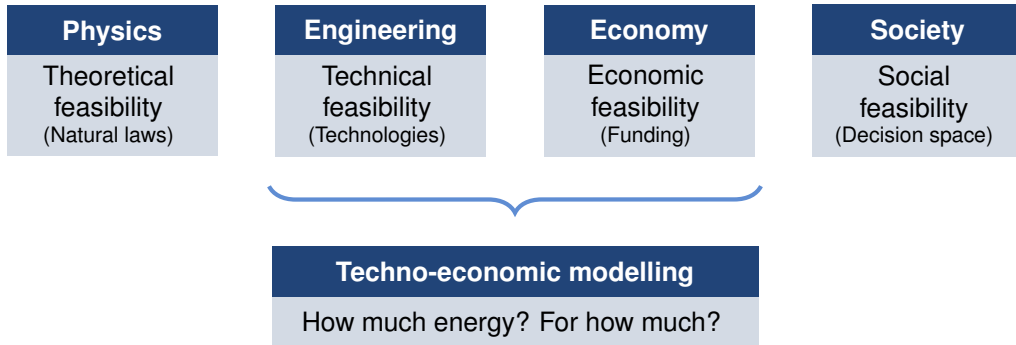 Physics
Theoretical
feasibility
(Natural laws)
Engineering
Technical
feasibility
(Technologies)
Economy
Economic
feasibility
(Funding)
Society
Social
feasibility
(Decision space)
Techno-economic modelling
How much energy? For how much?